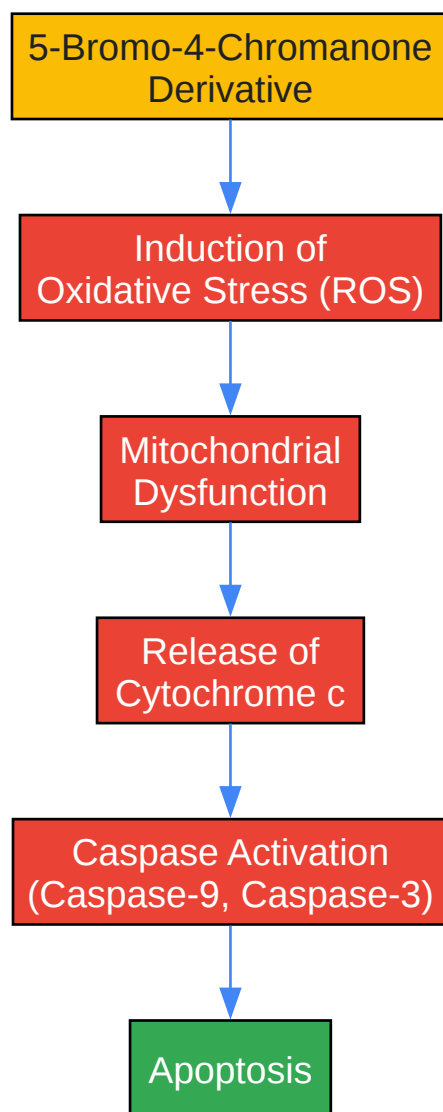 5-Bromo-4-Chromanone
Derivative
Induction of
Oxidative Stress (ROS)
Mitochondrial
Dysfunction
Release of
Cytochrome c
Caspase Activation
(Caspase-9, Caspase-3)
Apoptosis